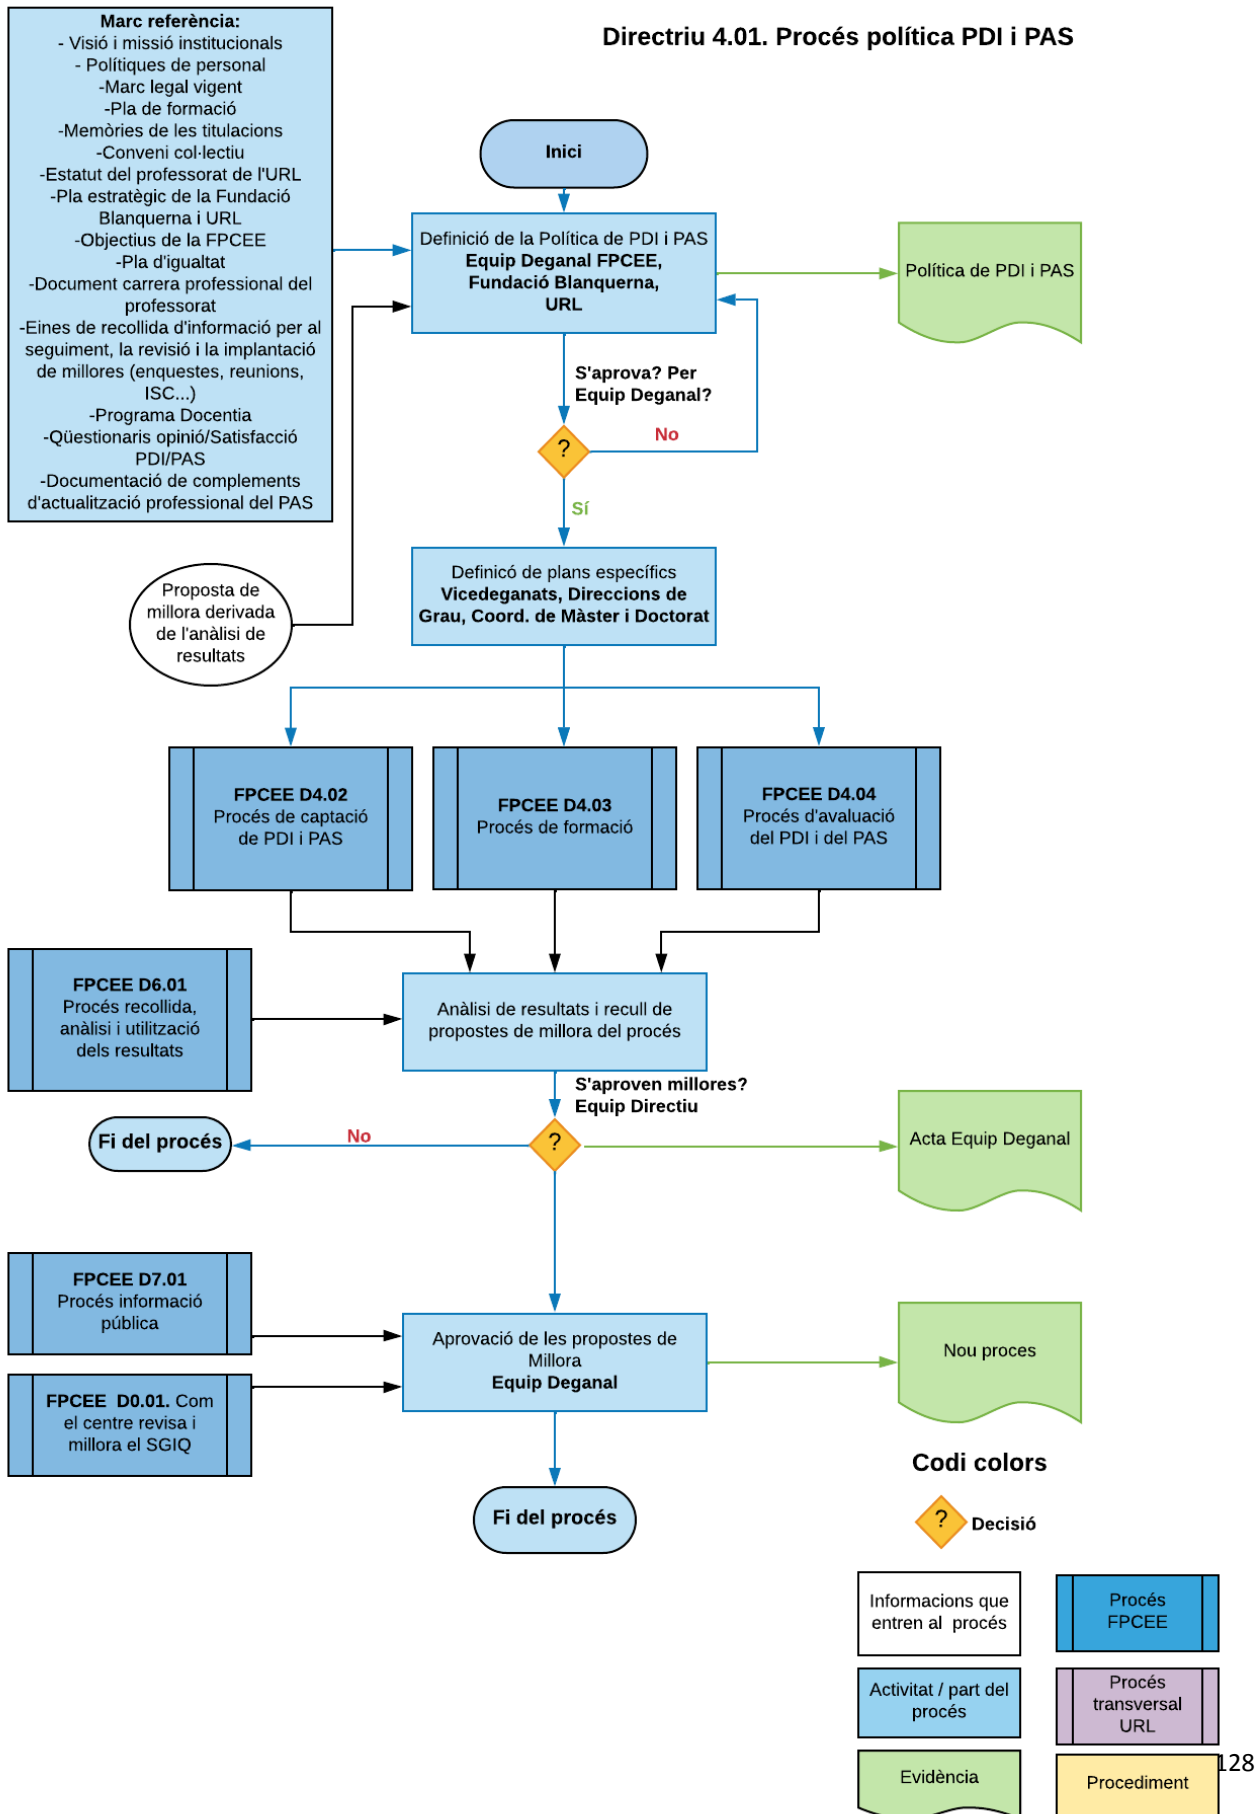 Directriu 4.01. Procés política PDI i PAS
Marc referència:
- Visió i missió institucionals
- Polítiques de personal
-Marc legal vigent
-Pla de formació
-Memòries de les titulacions
-Conveni col·lectiu
-Estatut del professorat de l'URL
-Pla estratègic de la Fundació
Blanquerna i URL
-Objectius de la FPCEE
-Pla d'igualtat
-Document carrera professional del
professorat
-Eines de recollida d'informació per al
seguiment, la revisió i la implantació
de millores (enquestes, reunions,
ISC...)
-Programa Docentia
-Qüestionaris opinió/Satisfacció
PDI/PAS
-Documentació de complements
d'actualització professional del PAS
Inici
Definició de la Política de PDI i PAS
Equip Deganal FPCEE,
Fundació Blanquerna,
URL
Política de PDI i PAS
S'aprova? Per
Equip Deganal?
?
No
Sí
Proposta de
millora derivada
de l'anàlisi de
resultats
Definicó de plans específics
Vicedeganats, Direccions de
Grau, Coord. de Màster i Doctorat
FPCEE D4.02
Procés de captació
de PDI i PAS
FPCEE D4.03
Procés de formació
FPCEE D4.04
Procés d'avaluació
del PDI i del PAS
FPCEE D6.01
Procés recollida,
anàlisi i utilització
dels resultats
Anàlisi de resultats i recull de
propostes de millora del procés
S'aproven millores?
Equip Directiu
?
No
Fi del procés
Acta Equip Deganal
FPCEE D7.01
Procés informació
pública
FPCEE  D0.01. Com
el centre revisa i
millora el SGIQ
Aprovació de les propostes de
Millora
Equip Deganal
Nou proces
Fi del procés
Codi colors
?
Decisió
Informacions que
entren al  procés
Procés
FPCEE
Activitat / part del
procés
Procés
transversal
URL
Evidència
Procediment
128